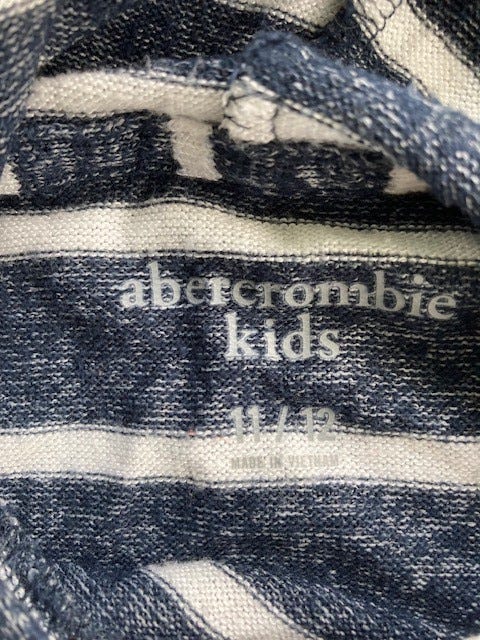 abercrombie
kids
11 / 12
MADE IN VIETNAM